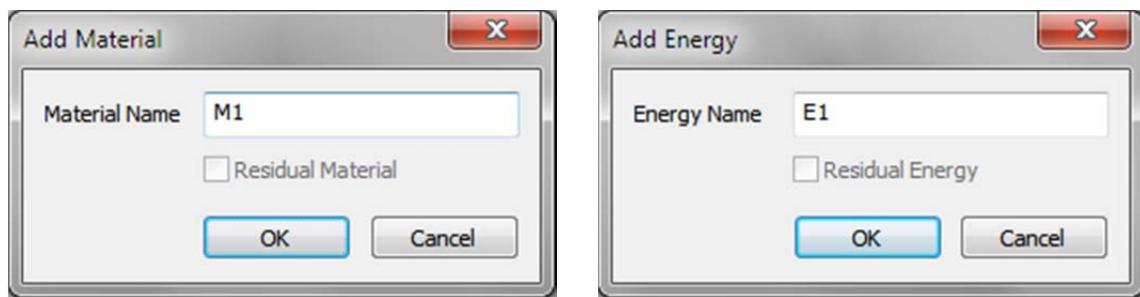 Add Material
Material Name M1
Residual Material
OK Cancel
Add Energy
Energy Name E1
Residual Energy
OK Cancel